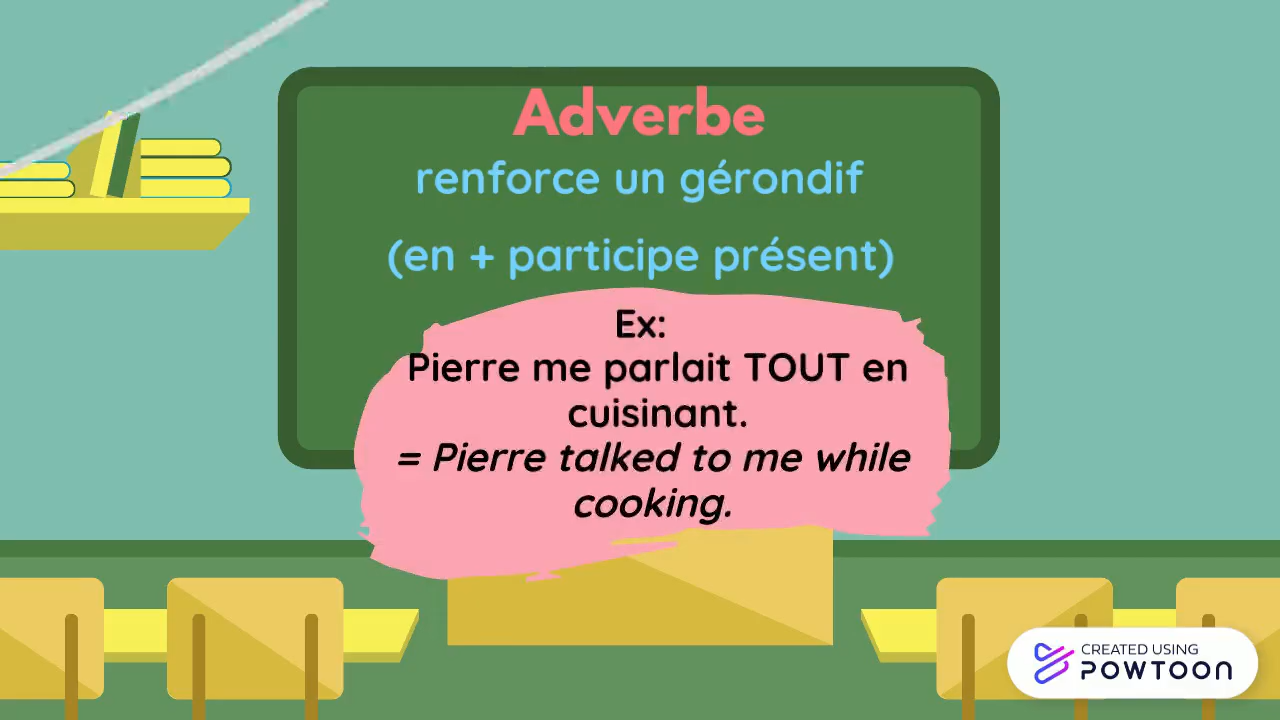 Adverbe
renforce un gérondif
(en + participe présent)
Ex:
Pierre me parlait TOUT en
cuisinant.
= Pierre talked to me while
cooking.
CREATED USING
POWTOON